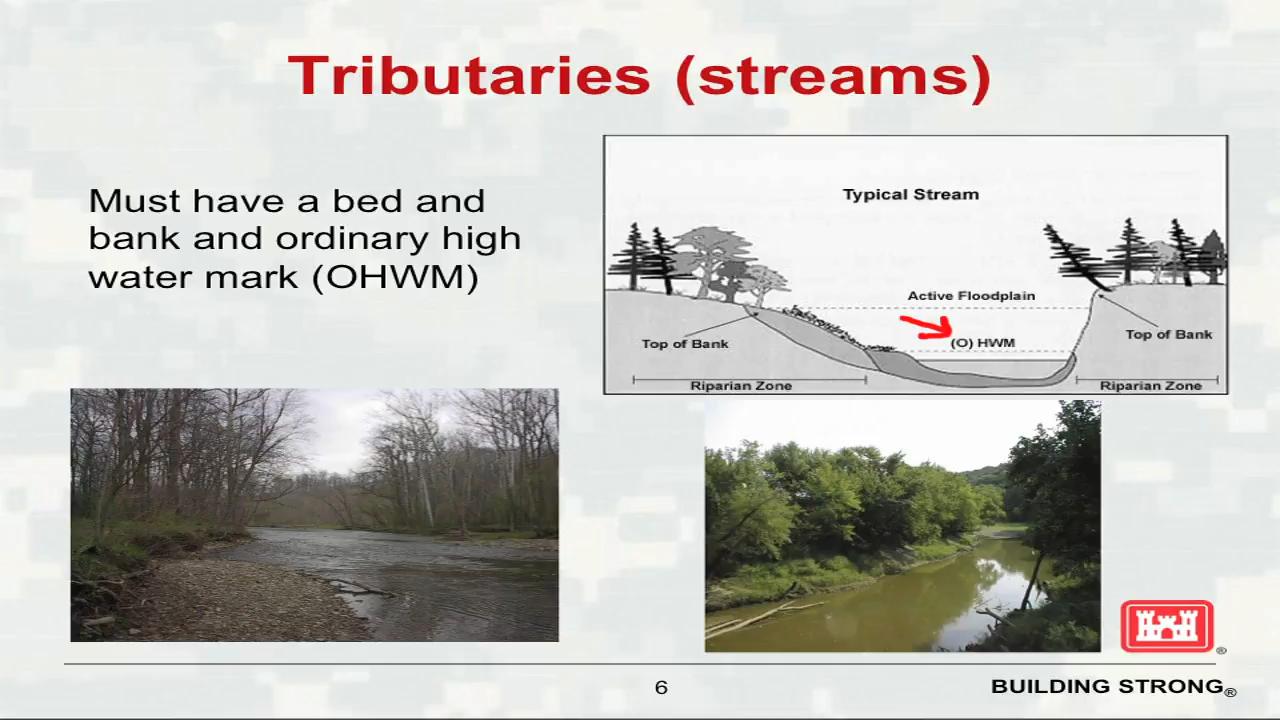 Tributaries (streams)
Must have a bed and
bank and ordinary high
water mark (OHWM)
Typical Stream
Active Floodplain
(O) HWM
Top of Bank
Top of Bank
Riparian Zone
Riparian Zone
®
6
BUILDING STRONG®